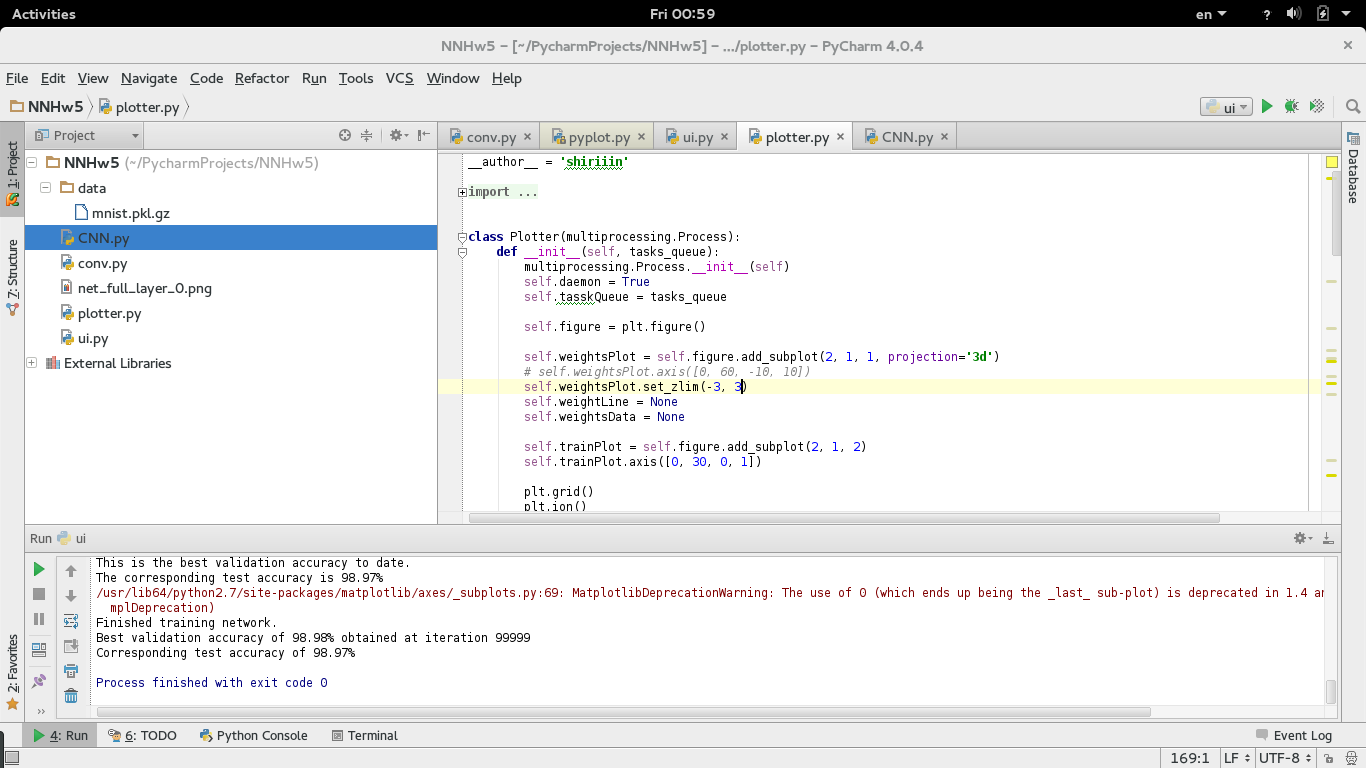 Activities
Fri 00:59
en
?
NNHw5 – [~/PycharmProjects/NNHw5] – .../plotter.py – PyCharm 4.0.4
File Edit View Navigate Code Refactor Run Tools VCS Window Help
NNHw5 plotter.py
ui
1: Project
7: Structure
2: Favorites
Project
NNHw5 (~/PycharmProjects/NNHw5)
data
mnist.pkl.gz
CNN.py
conv.py
net_full_layer_0.png
plotter.py
ui.py
External Libraries
conv.py pyplot.py ui.py plotter.py CNN.py
__author__ = 'shiriiin'
import ...
class Plotter(multiprocessing.Process):
def __init__(self, tasks_queue):
multiprocessing.Process.__init__(self)
self.daemon = True
self.tasskQueue = tasks_queue
self.figure = plt.figure()
self.weightsPlot = self.figure.add_subplot(2, 1, 1, projection='3d')
# self.weightsPlot.axis([0, 60, -10, 10])
self.weightsPlot.set_zlim(-3, 3)
self.weightLine = None
self.weightsData = None
self.trainPlot = self.figure.add_subplot(2, 1, 2)
self.trainPlot.axis([0, 30, 0, 1])
plt.grid()
plt.ion()
Database
Run ui
This is the best validation accuracy to date.
The corresponding test accuracy is 98.97%
/usr/lib64/python2.7/site-packages/matplotlib/axes/_subplots.py:69: MatplotlibDeprecationWarning: The use of 0 (which ends up being the _last_ sub-plot) is deprecated in 1.4 an
mplDeprecation)
Finished training network.
Best validation accuracy of 98.98% obtained at iteration 99999
Corresponding test accuracy of 98.97%
Process finished with exit code 0
4: Run 6: TODO Python Console Terminal Event Log
169:1 LF UTF-8